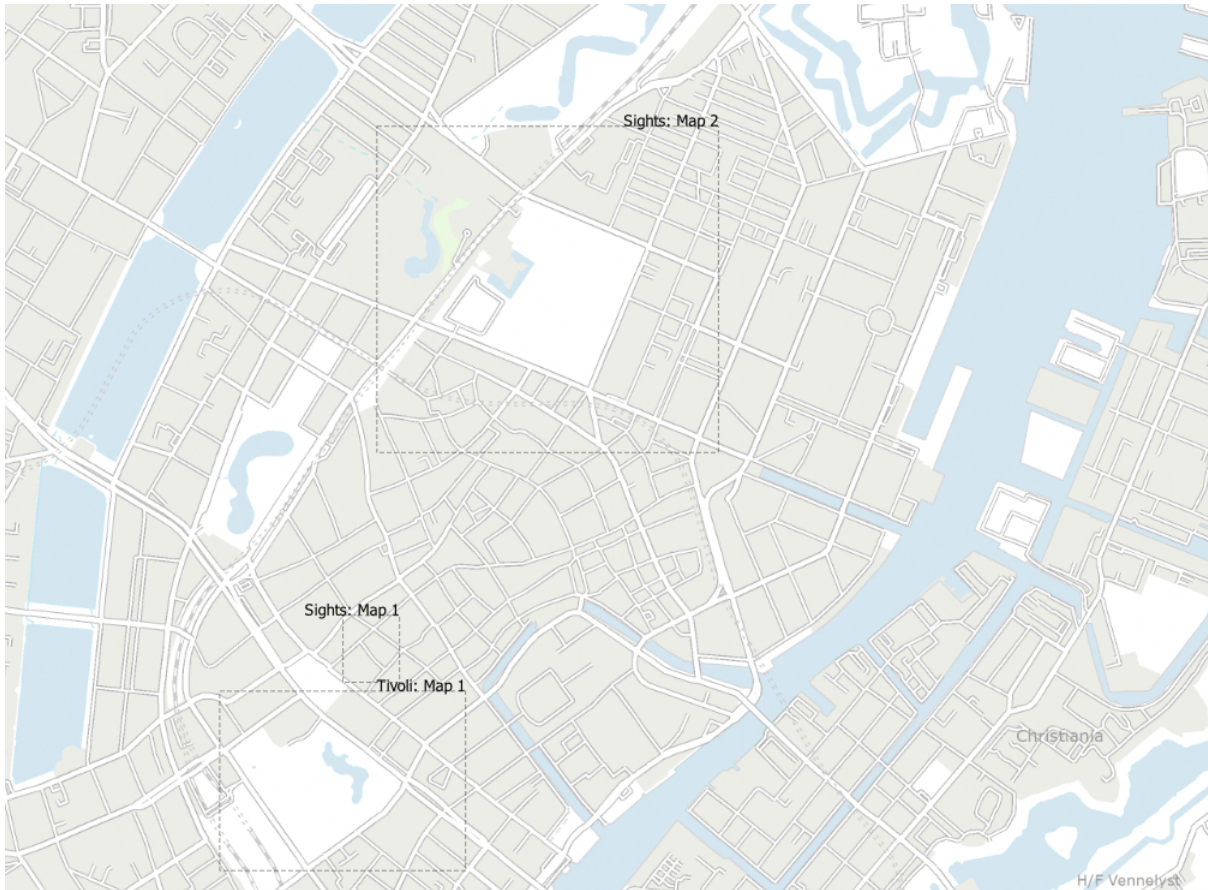 Sights: Map 2
Sights: Map 1
Tivoli: Map 1
Christiania
H/F Vennelyst